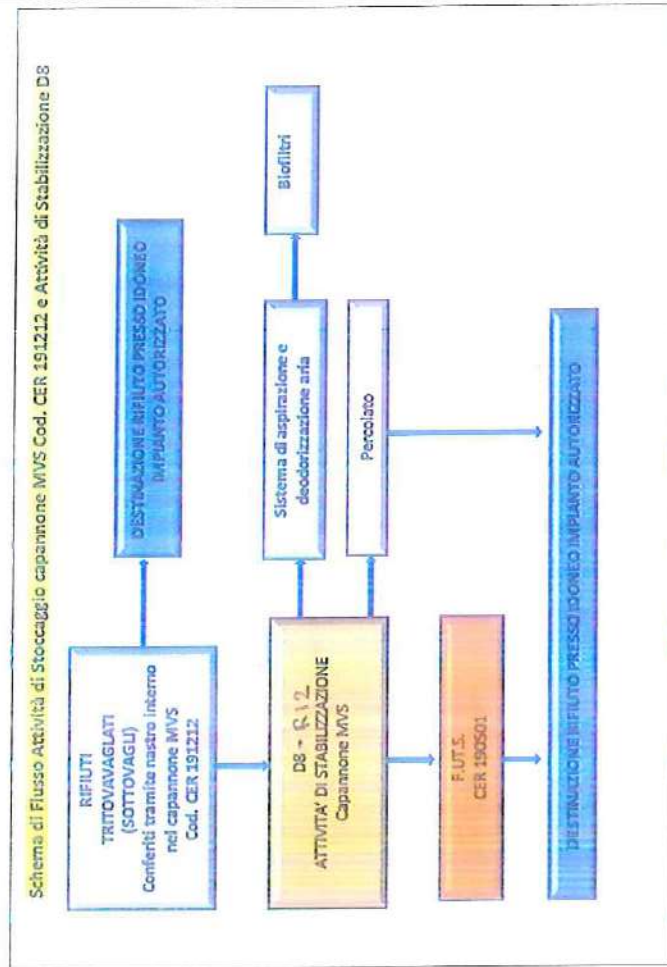 Schema di Flusso Attività di Stoccaggio capannone MVS Cod. CER 191212 e Attività di Stabilizzazione D8
RIFIUTI
TRITOVAVAGLATI
(SOTTOVAGLI)
Conferiti tramite nastro interno
nel capannone MVS
Cod. CER 191212
DESTINAZIONE RIFIUTO PRESSO IDONEO
IMPIANTO AUTORIZZATO
D8 - R12
ATTIVITA' DI STABILIZZAZIONE
Capannone MVS
Sistema di aspirazione e
deodorizzazione aria
Biofiltri
Percolato
F.UT.S.
CER 190501
DESTINAZIONE RIFIUTO PRESSO IDONEO IMPIANTO AUTORIZZATO